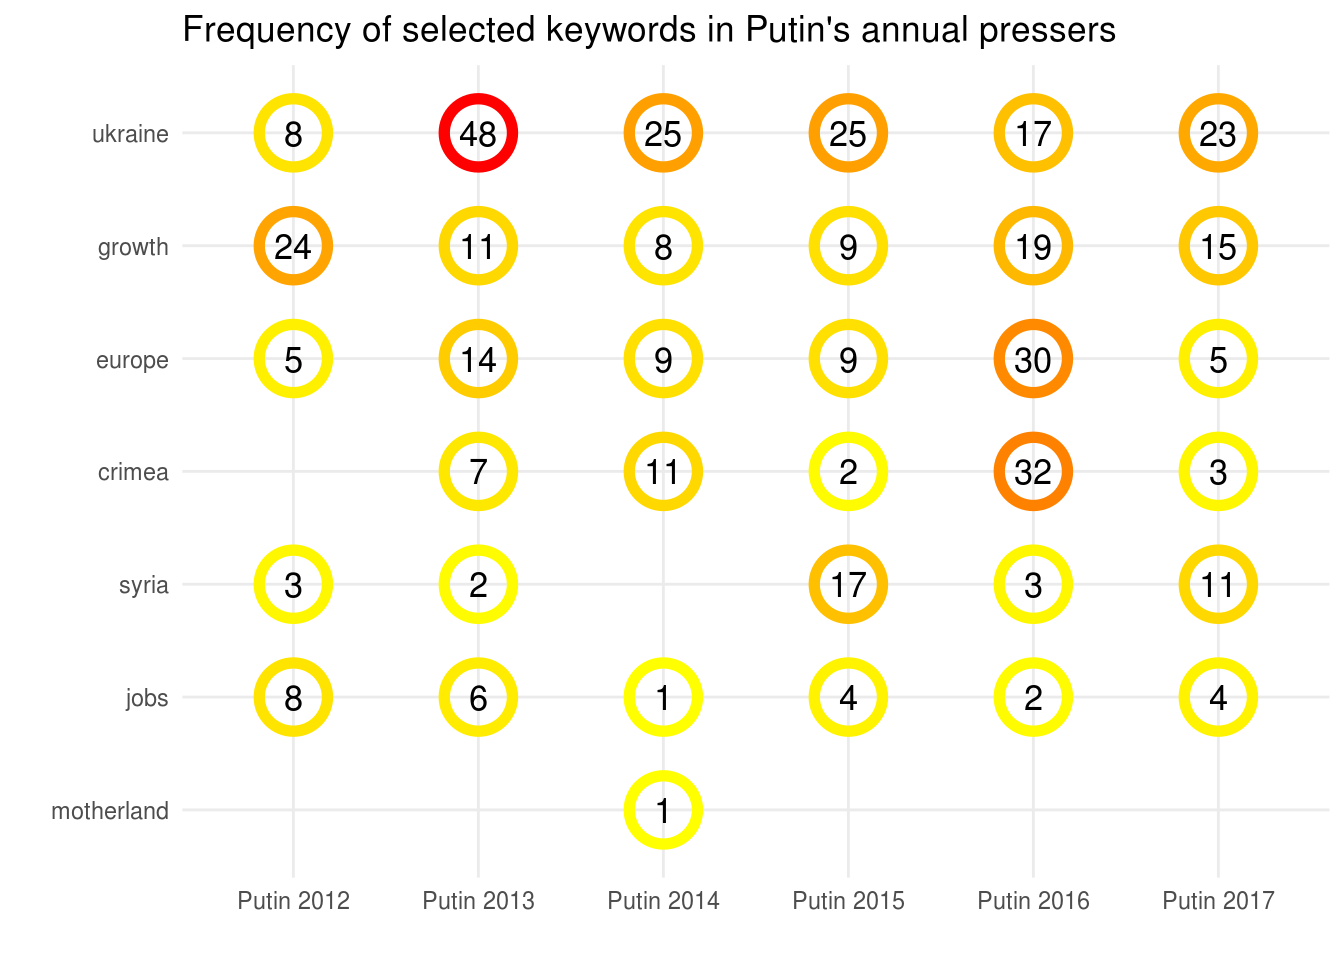 Frequency of selected keywords in Putin's annual pressers
ukraine 8 48 25 25 17 23
growth 24 11 8 9 19 15
europe 5 14 9 9 30 5
crimea 7 11 2 32 3
syria 3 2 17 3 11
jobs 8 6 1 4 2 4
motherland 1
Putin 2012 Putin 2013 Putin 2014 Putin 2015 Putin 2016 Putin 2017